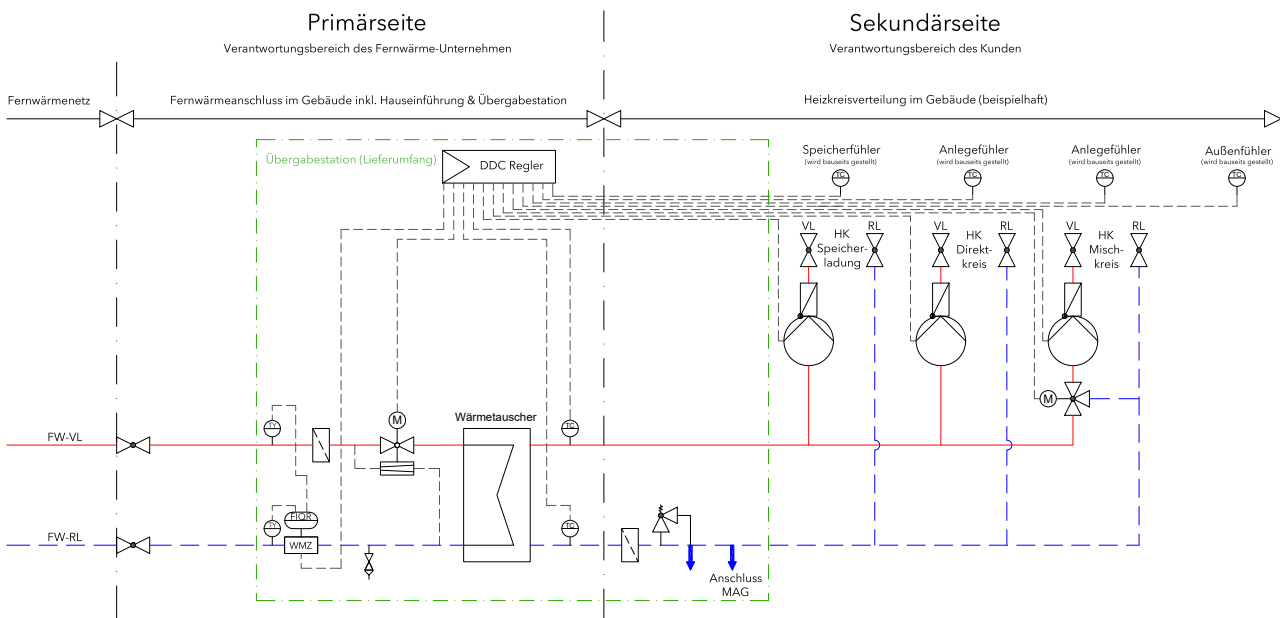 Primärseite
Verantwortungsbereich des Fernwärme-Unternehmen
Sekundärseite
Verantwortungsbereich des Kunden
Fernwärmenetz
Fernwärmeanschluss im Gebäude inkl. Hauseinführung & Übergabestation
Heizkreisverteilung im Gebäude (beispielhaft)
Übergabestation (Lieferumfang)
DDC Regler
Speicherfühler
(wird bauseits gestellt)
TC
Anlegefühler
(wird bauseits gestellt)
TC
Anlegefühler
(wird bauseits gestellt)
TC
Außenfühler
(wird bauseits gestellt)
TC
VL
HK
Speicher-
ladung
RL
VL
HK
Direkt-
kreis
RL
VL
HK
Misch-
kreis
RL
M
M
Wärmetauscher
FW-VL
TY
TC
FW-RL
TY
FIQR
WMZ
TC
Anschluss
MAG